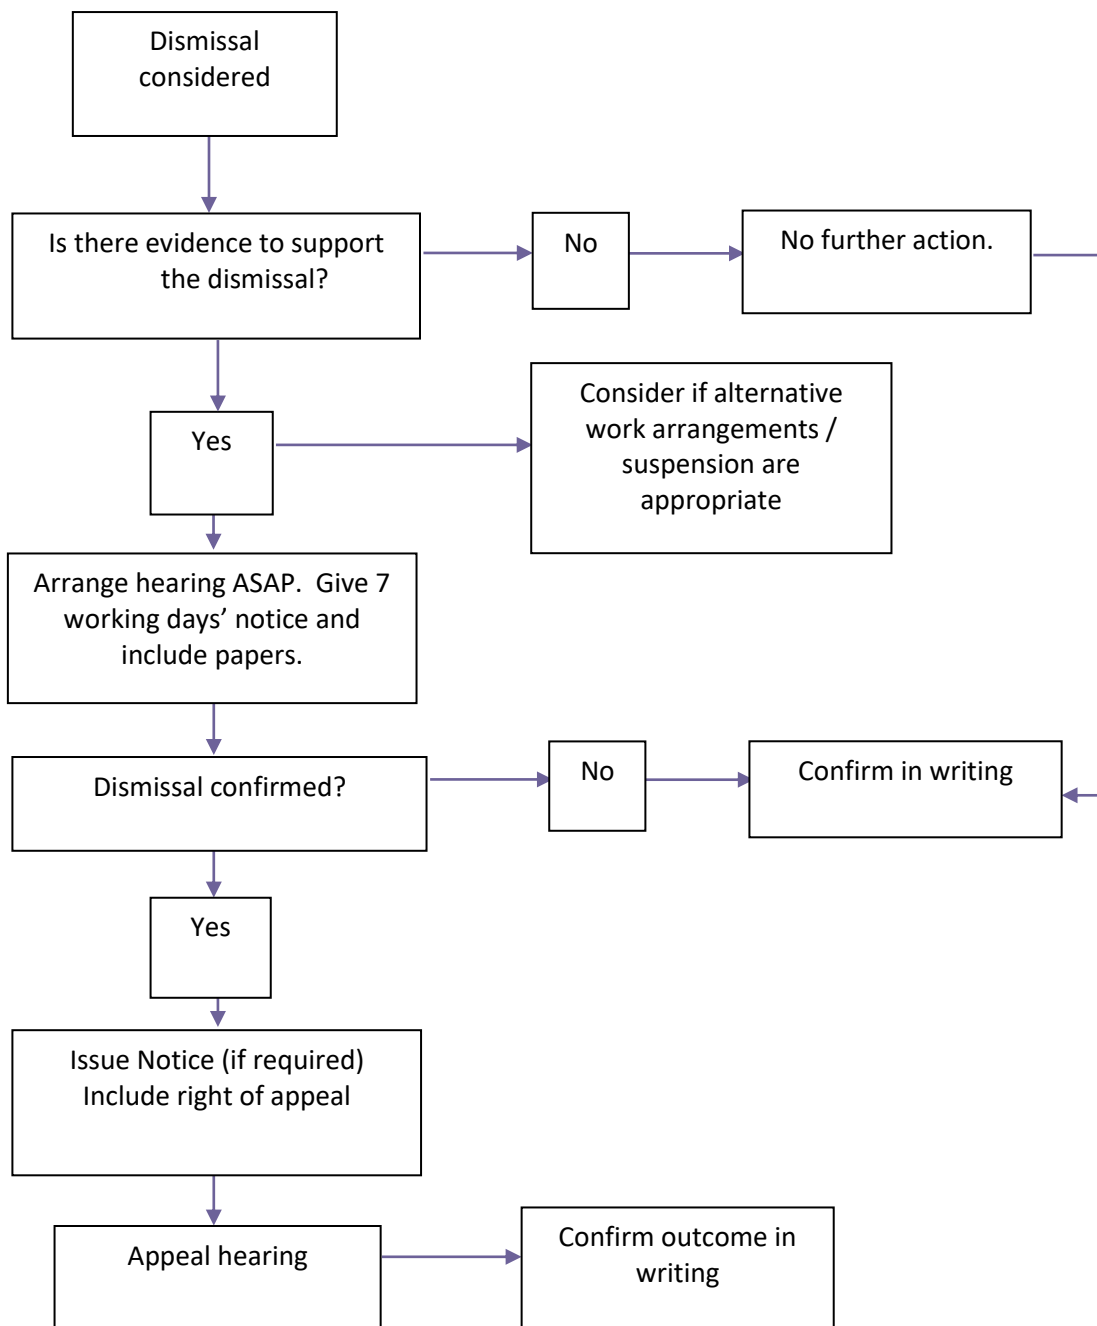 Dismissal
considered
Is there evidence to support
the dismissal?
No
No further action.
Yes
Consider if alternative
work arrangements /
suspension are
appropriate
Arrange hearing ASAP.  Give 7
working days’ notice and
include papers.
Dismissal confirmed?
No
Confirm in writing
Yes
Issue Notice (if required)
Include right of appeal
Appeal hearing
Confirm outcome in
writing